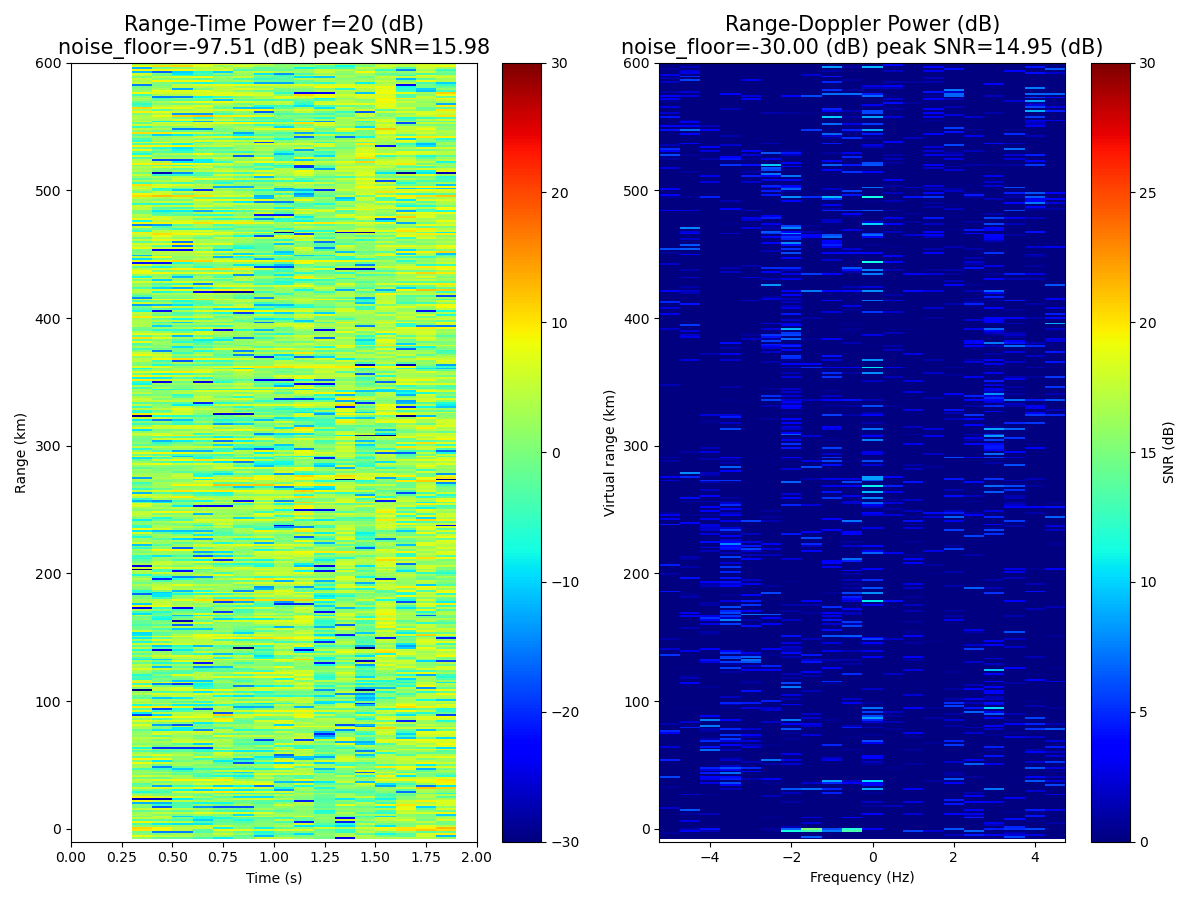 Range-Time Power f=20 (dB)
noise_floor=-97.51 (dB) peak SNR=15.98
Range-Doppler Power (dB)
noise_floor=-30.00 (dB) peak SNR=14.95 (dB)
600
500
400
300
200
100
0
Range (km)
0.00 0.25 0.50 0.75 1.00 1.25 1.50 1.75 2.00
Time (s)
30
20
10
0
−10
−20
−30
600
500
400
300
200
100
0
Virtual range (km)
−4 −2 0 2 4
Frequency (Hz)
30
25
20
15
10
5
0
SNR (dB)